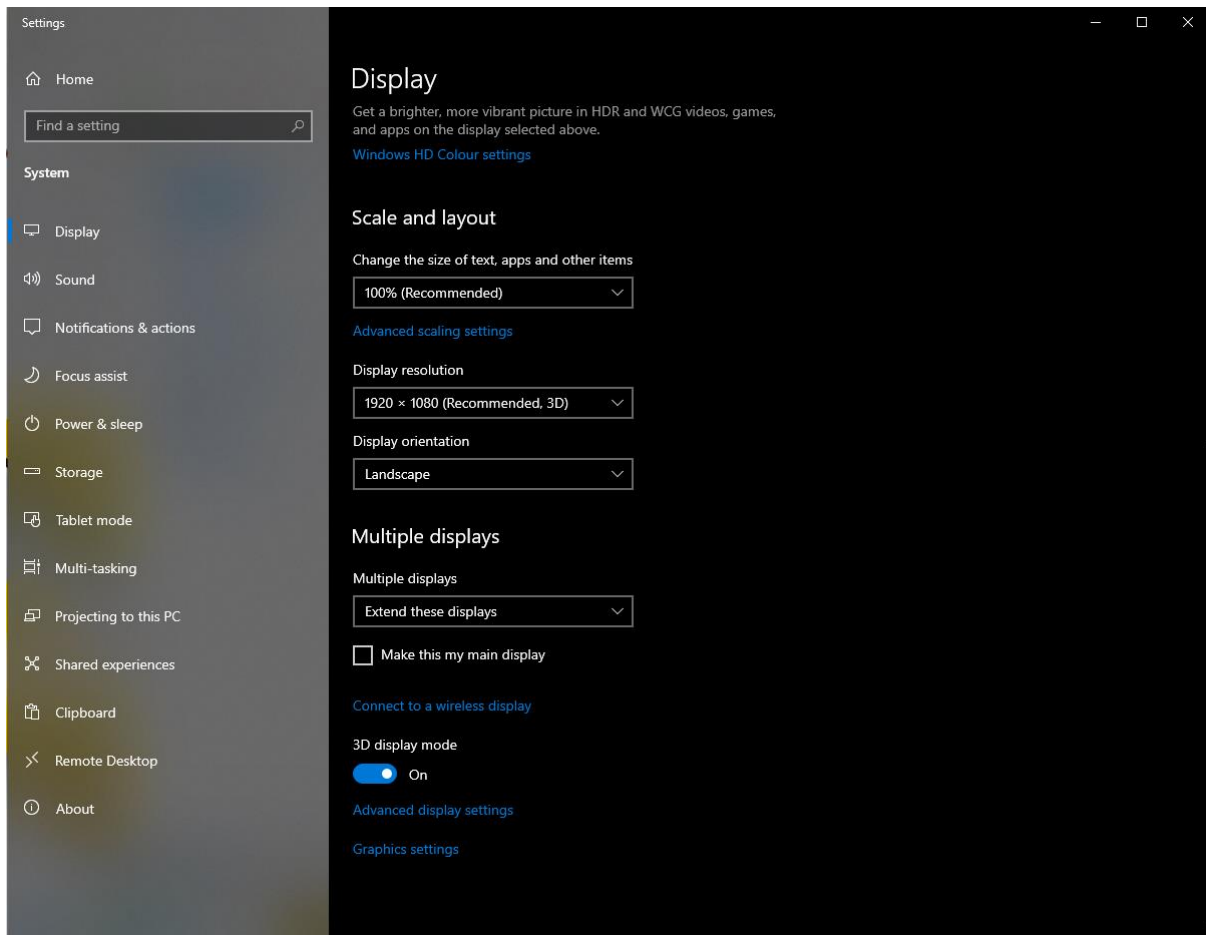 Settings
Home
Find a setting
System
Display
Sound
Notifications & actions
Focus assist
Power & sleep
Storage
Tablet mode
Multi-tasking
Projecting to this PC
Shared experiences
Clipboard
Remote Desktop
About
Display
Get a brighter, more vibrant picture in HDR and WCG videos, games,
and apps on the display selected above.
Windows HD Colour settings
Scale and layout
Change the size of text, apps and other items
100% (Recommended)
Advanced scaling settings
Display resolution
1920 × 1080 (Recommended, 3D)
Display orientation
Landscape
Multiple displays
Multiple displays
Extend these displays
Make this my main display
Connect to a wireless display
3D display mode
On
Advanced display settings
Graphics settings